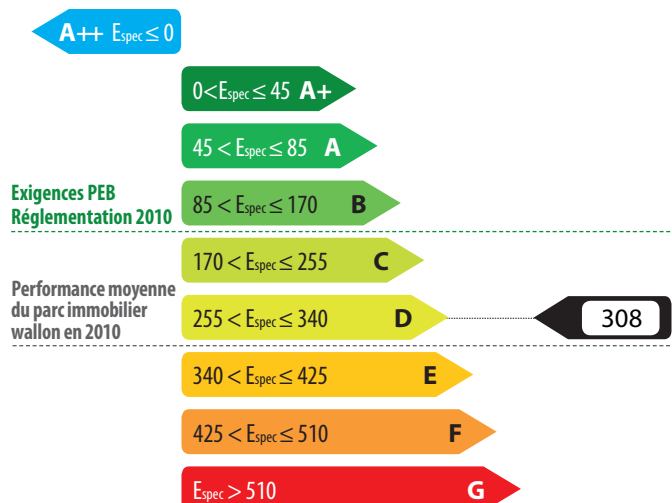 A++ Espec ≤ 0
0<Espec ≤ 45 A+
45 < Espec ≤ 85 A
Exigences PEB
Réglementation 2010
85 < Espec ≤ 170 B
170 < Espec ≤ 255 C
Performance moyenne
du parc immobilier
wallon en 2010
255 < Espec ≤ 340 D
308
340 < Espec ≤ 425 E
425 < Espec ≤ 510 F
Espec > 510 G